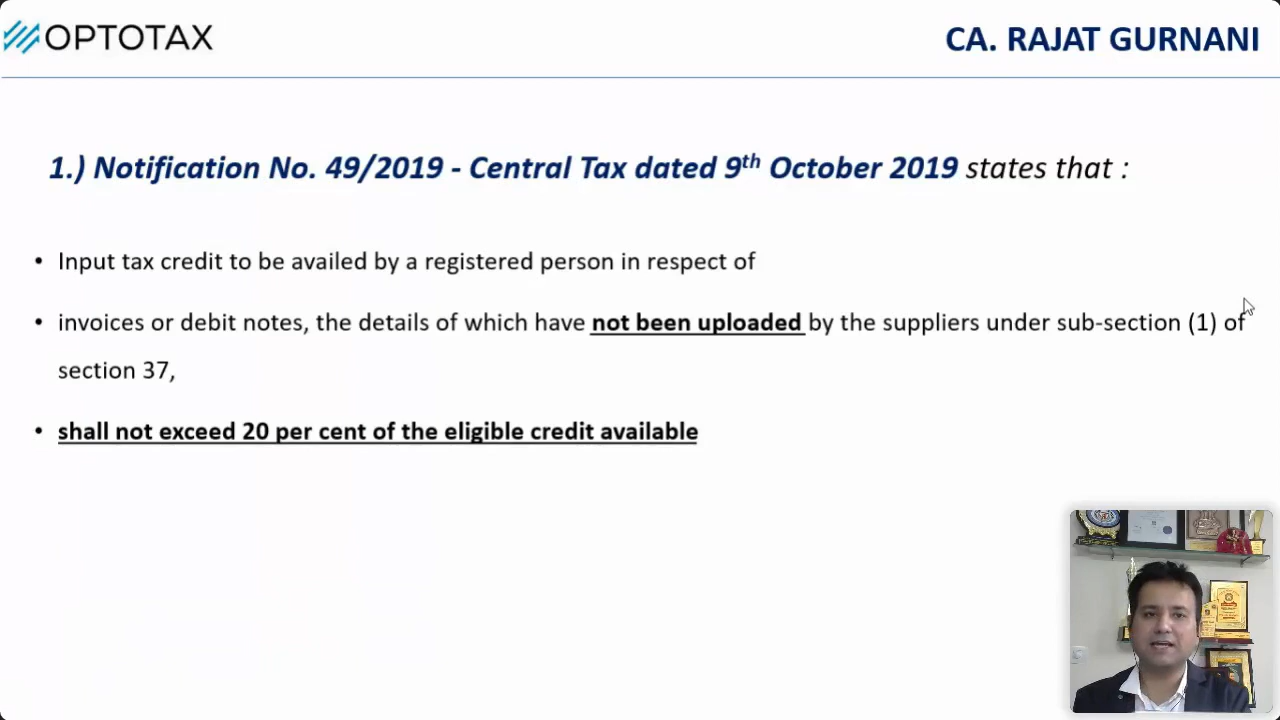 OPTOTAX
CA. RAJAT GURNANI
1.) Notification No. 49/2019 - Central Tax dated 9th October 2019 states that :
• Input tax credit to be availed by a registered person in respect of
• invoices or debit notes, the details of which have not been uploaded by the suppliers under sub-section (1) of
section 37,
• shall not exceed 20 per cent of the eligible credit available